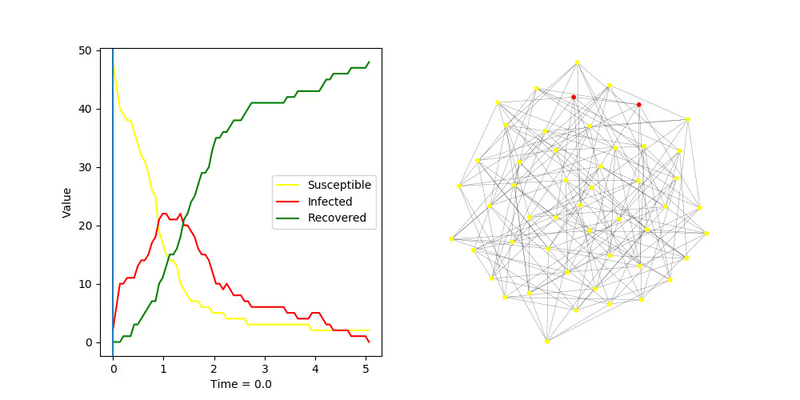 50
40
30
20
10
0
Value
Susceptible
Infected
Recovered
0 1 2 3 4 5
Time = 0.0